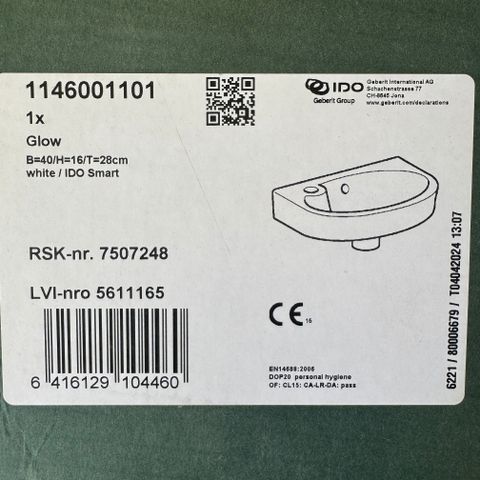 1146001101
1x
Glow
B=40/H=16/T=28cm
white / IDO Smart
IDO
Geberit Group
Geberit International AG
Schachenstrasse 77
CH-8645 Jona
www.geberit.com/declarations
RSK-nr. 7507248
LVI-nro 5611165
6 416129 104460
CE 15
EN14688:2006
DOP20 personal hygiene
OF: CL15: CA-LR-DA: pass
6221 / 80006679 / T04042024 13:07